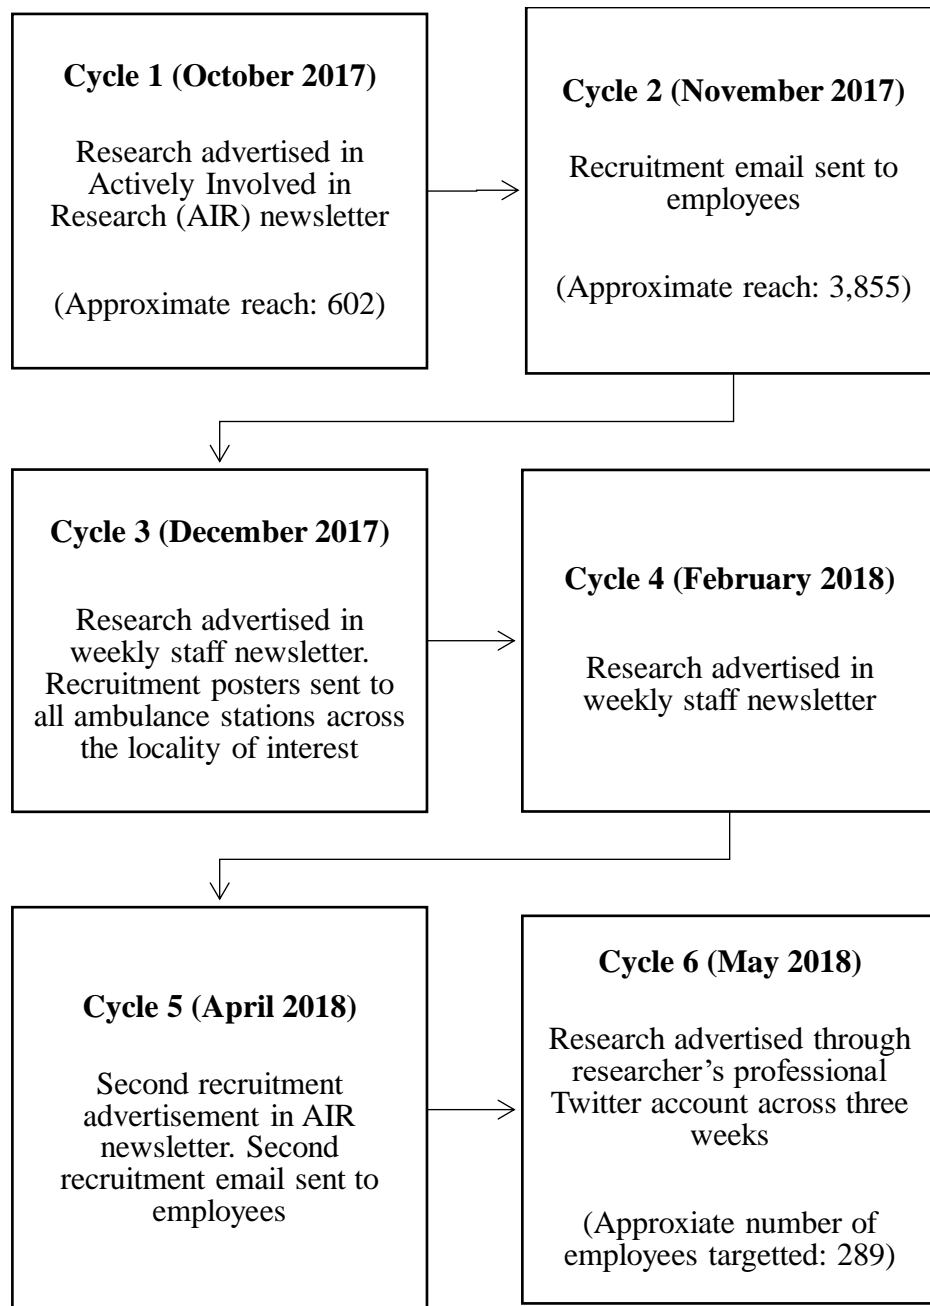 Cycle 1 (October 2017)
Research advertised in
Actively Involved in
Research (AIR) newsletter
(Approximate reach: 602)
Cycle 2 (November 2017)
Recruitment email sent to
employees
(Approximate reach: 3,855)
Cycle 3 (December 2017)
Research advertised in
weekly staff newsletter.
Recruitment posters sent to
all ambulance stations across
the locality of interest
Cycle 4 (February 2018)
Research advertised in
weekly staff newsletter
Cycle 5 (April 2018)
Second recruitment
advertisement in AIR
newsletter. Second
recruitment email sent to
employees
Cycle 6 (May 2018)
Research advertised through
researcher’s professional
Twitter account across three
weeks
(Approxiate number of
employees targetted: 289)